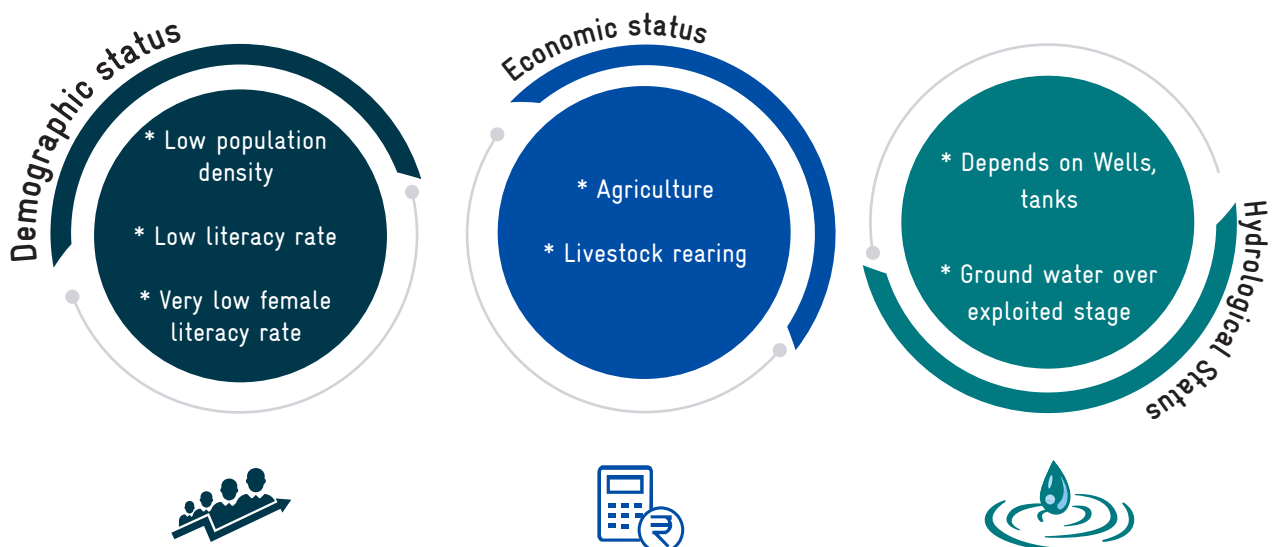 Demographic status
* Low population
density
* Low literacy rate
* Very low female
literacy rate
Economic status
* Agriculture
* Livestock rearing
₹
Hydrological Status
* Depends on Wells,
tanks
* Ground water over
exploited stage